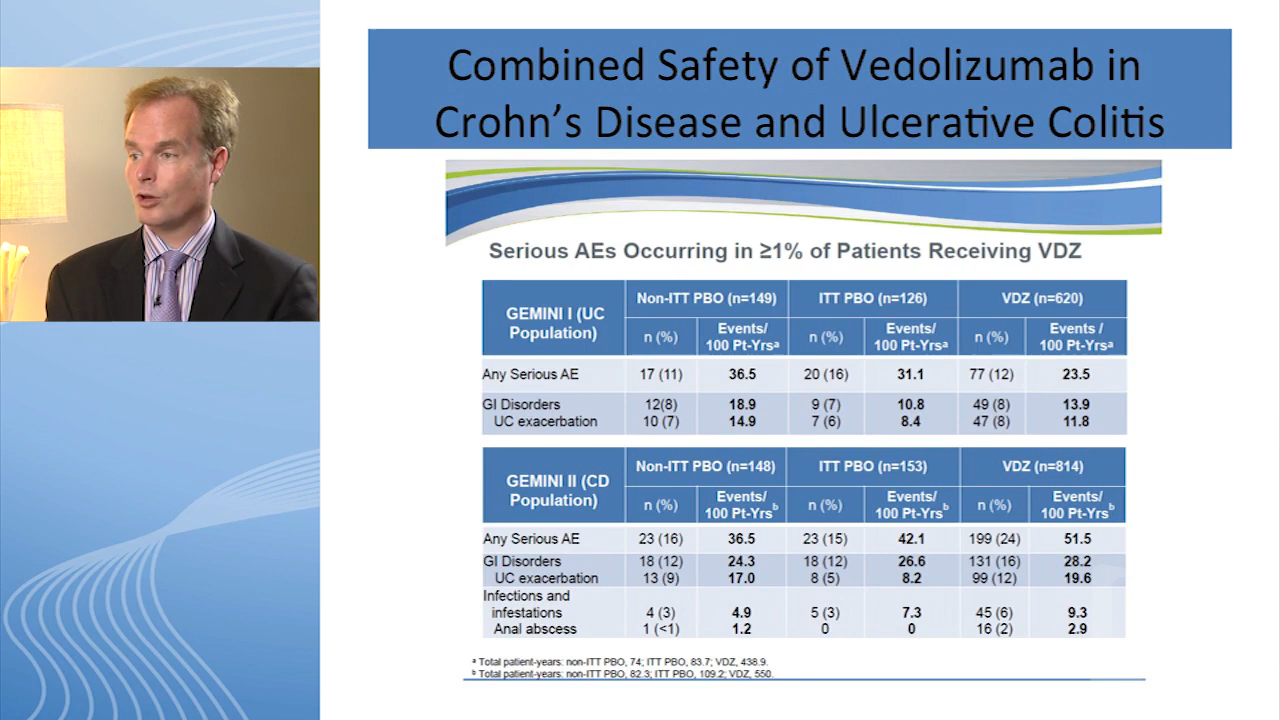 Combined Safety of Vedolizumab in
Crohn's Disease and Ulcerative Colitis
Serious AEs Occurring in ≥1% of Patients Receiving VDZ
GEMINI I (UC Population) Non-ITT PBO (n=149) ITT PBO (n=126) VDZ (n=620)
n (%) Events/ 100 Pt-Yrsᵃ n (%) Events/ 100 Pt-Yrsᵃ n (%) Events / 100 Pt-Yrsᵃ
Any Serious AE 17 (11) 36.5 20 (16) 31.1 77 (12) 23.5
GI Disorders 12(8) 18.9 9 (7) 10.8 49 (8) 13.9
UC exacerbation 10 (7) 14.9 7 (6) 8.4 47 (8) 11.8
GEMINI II (CD Population) Non-ITT PBO (n=148) ITT PBO (n=153) VDZ (n=814)
n (%) Events/ 100 Pt-Yrsᵇ n (%) Events/ 100 Pt-Yrsᵇ n (%) Events/ 100 Pt-Yrsᵇ
Any Serious AE 23 (16) 36.5 23 (15) 42.1 199 (24) 51.5
GI Disorders 18 (12) 24.3 18 (12) 26.6 131 (16) 28.2
UC exacerbation 13 (9) 17.0 8 (5) 8.2 99 (12) 19.6
Infections and
infestations 4 (3) 4.9 5 (3) 7.3 45 (6) 9.3
Anal abscess 1 (<1) 1.2 0 0 16 (2) 2.9
ᵃ Total patient-years: non-ITT PBO, 74; ITT PBO, 83.7; VDZ, 438.9.
ᵇ Total patient-years: non-ITT PBO, 82.3; ITT PBO, 109.2; VDZ, 550.